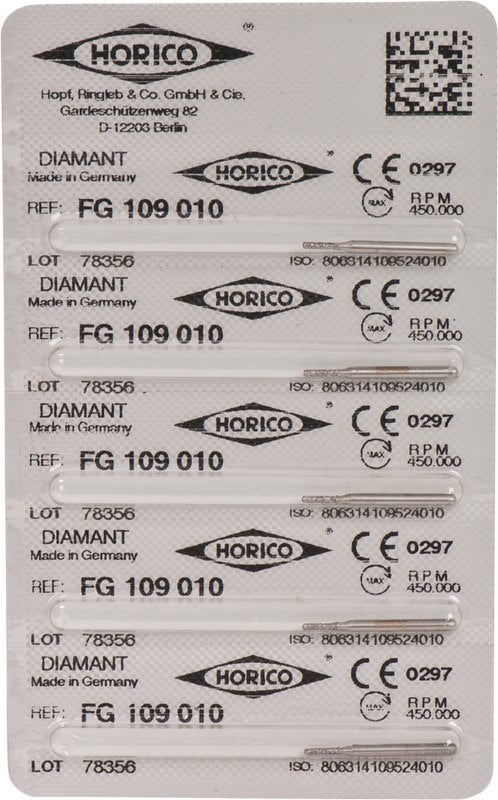 HORICO ®
Hopf, Ringleb & Co. GmbH & Cie.
Gardeschützenweg 82
D-12203 Berlin
DIAMANT HORICO ® CE 0297
Made in Germany
MAX RPM 450.000
REF: FG 109 010
LOT 78356 ISO: 806314109524010
DIAMANT HORICO ® CE 0297
Made in Germany
MAX RPM 450.000
REF: FG 109 010
LOT 78356 ISO: 806314109524010
DIAMANT HORICO ® CE 0297
Made in Germany
MAX RPM 450.000
REF: FG 109 010
LOT 78356 ISO: 806314109524010
DIAMANT HORICO ® CE 0297
Made in Germany
MAX RPM 450.000
REF: FG 109 010
LOT 78356 ISO: 806314109524010
DIAMANT HORICO ® CE 0297
Made in Germany
MAX RPM 450.000
REF: FG 109 010
LOT 78356 ISO: 806314109524010